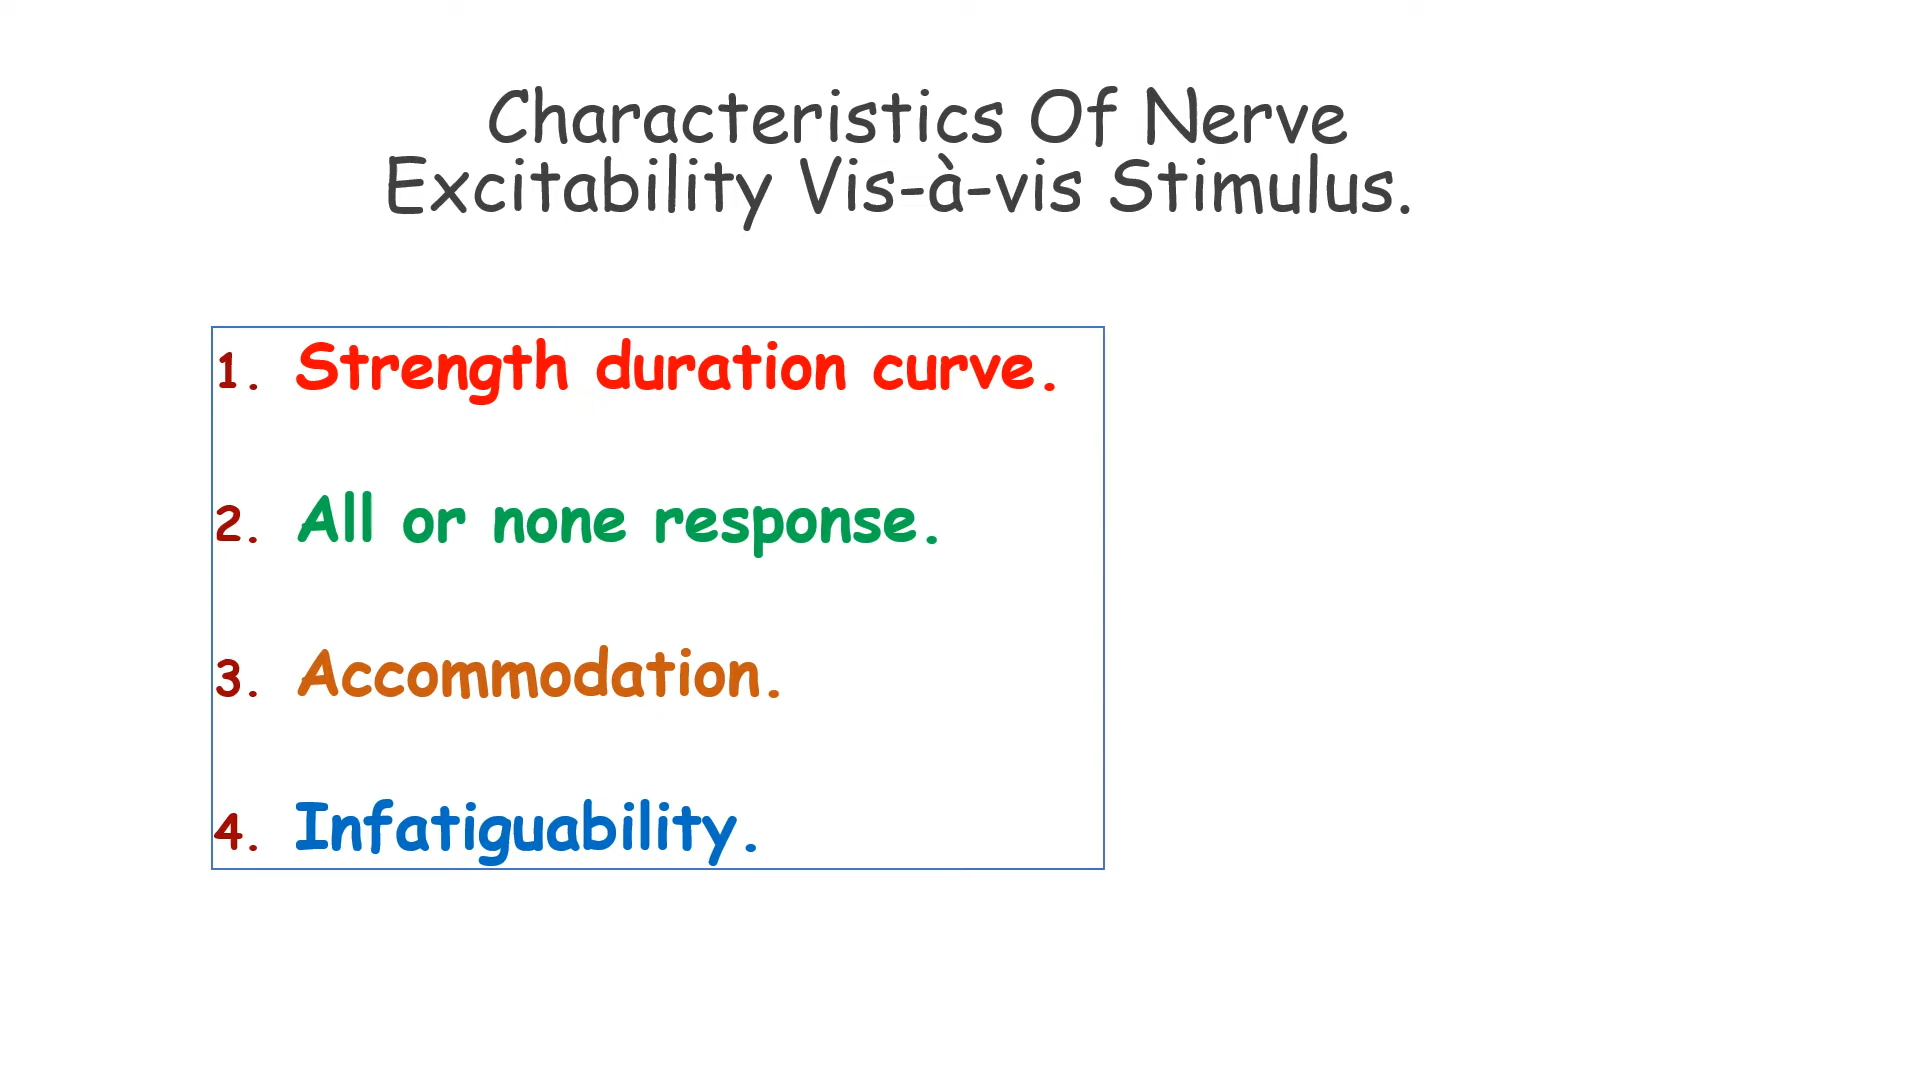 Characteristics Of Nerve
Excitability Vis-à-vis Stimulus.
1. Strength duration curve.
2. All or none response.
3. Accommodation.
4. Infatiguability.